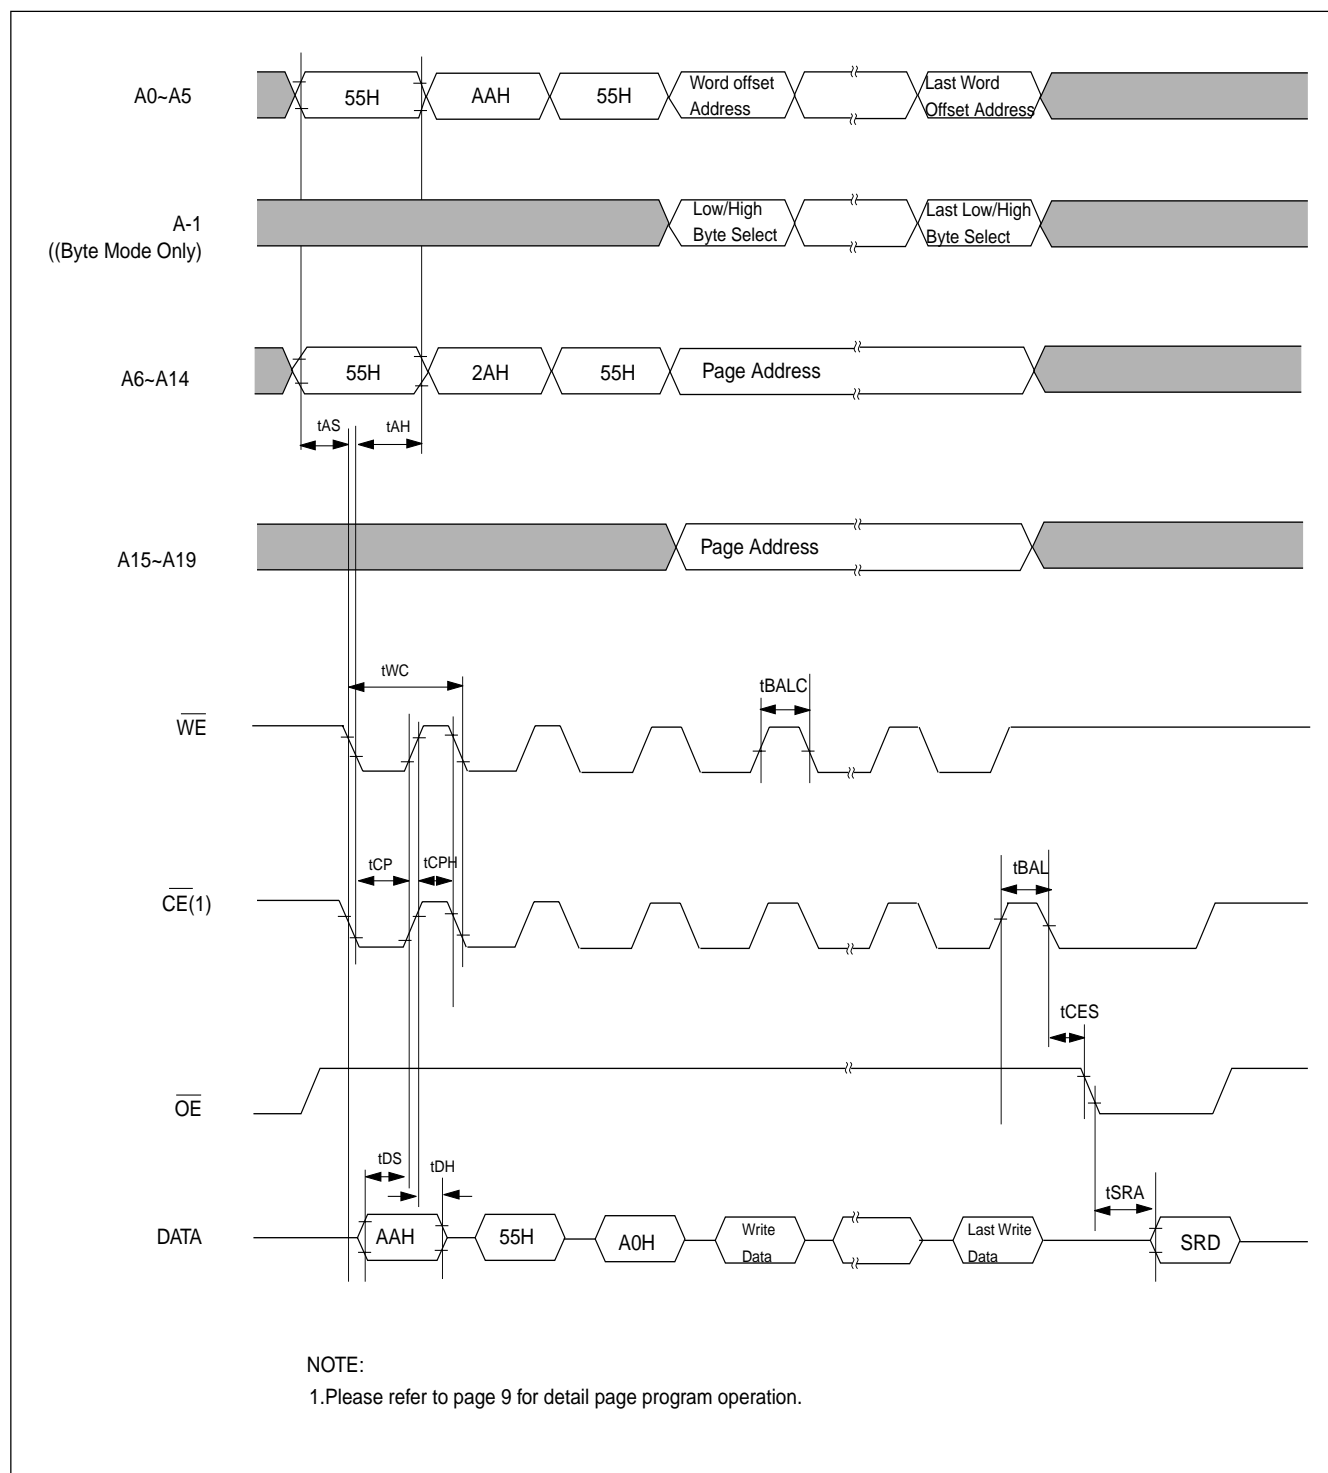 A0~A5
55H
AAH
55H
Word offset
Address
Last Word
Offset Address
A-1
((Byte Mode Only)
Low/High
Byte Select
Last Low/High
Byte Select
A6~A14
55H
2AH
55H
Page Address
tAS
tAH
A15~A19
Page Address
tWC
tBALC
WE
tCP
tCPH
tBAL
CE(1)
tCES
OE
tDS
tDH
tSRA
DATA
AAH
55H
A0H
Write
Data
Last Write
Data
SRD
NOTE:
1.Please refer to page 9 for detail page program operation.